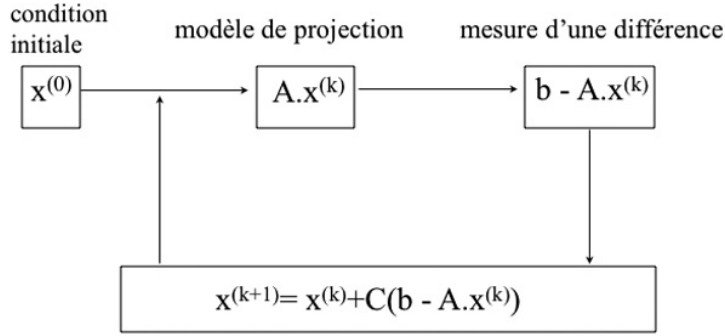 condition
initiale
modèle de projection
mesure d'une différence
x⁽⁰⁾
A.x⁽ᵏ⁾
b - A.x⁽ᵏ⁾
x⁽ᵏ⁺¹⁾= x⁽ᵏ⁾+C(b - A.x⁽ᵏ⁾)